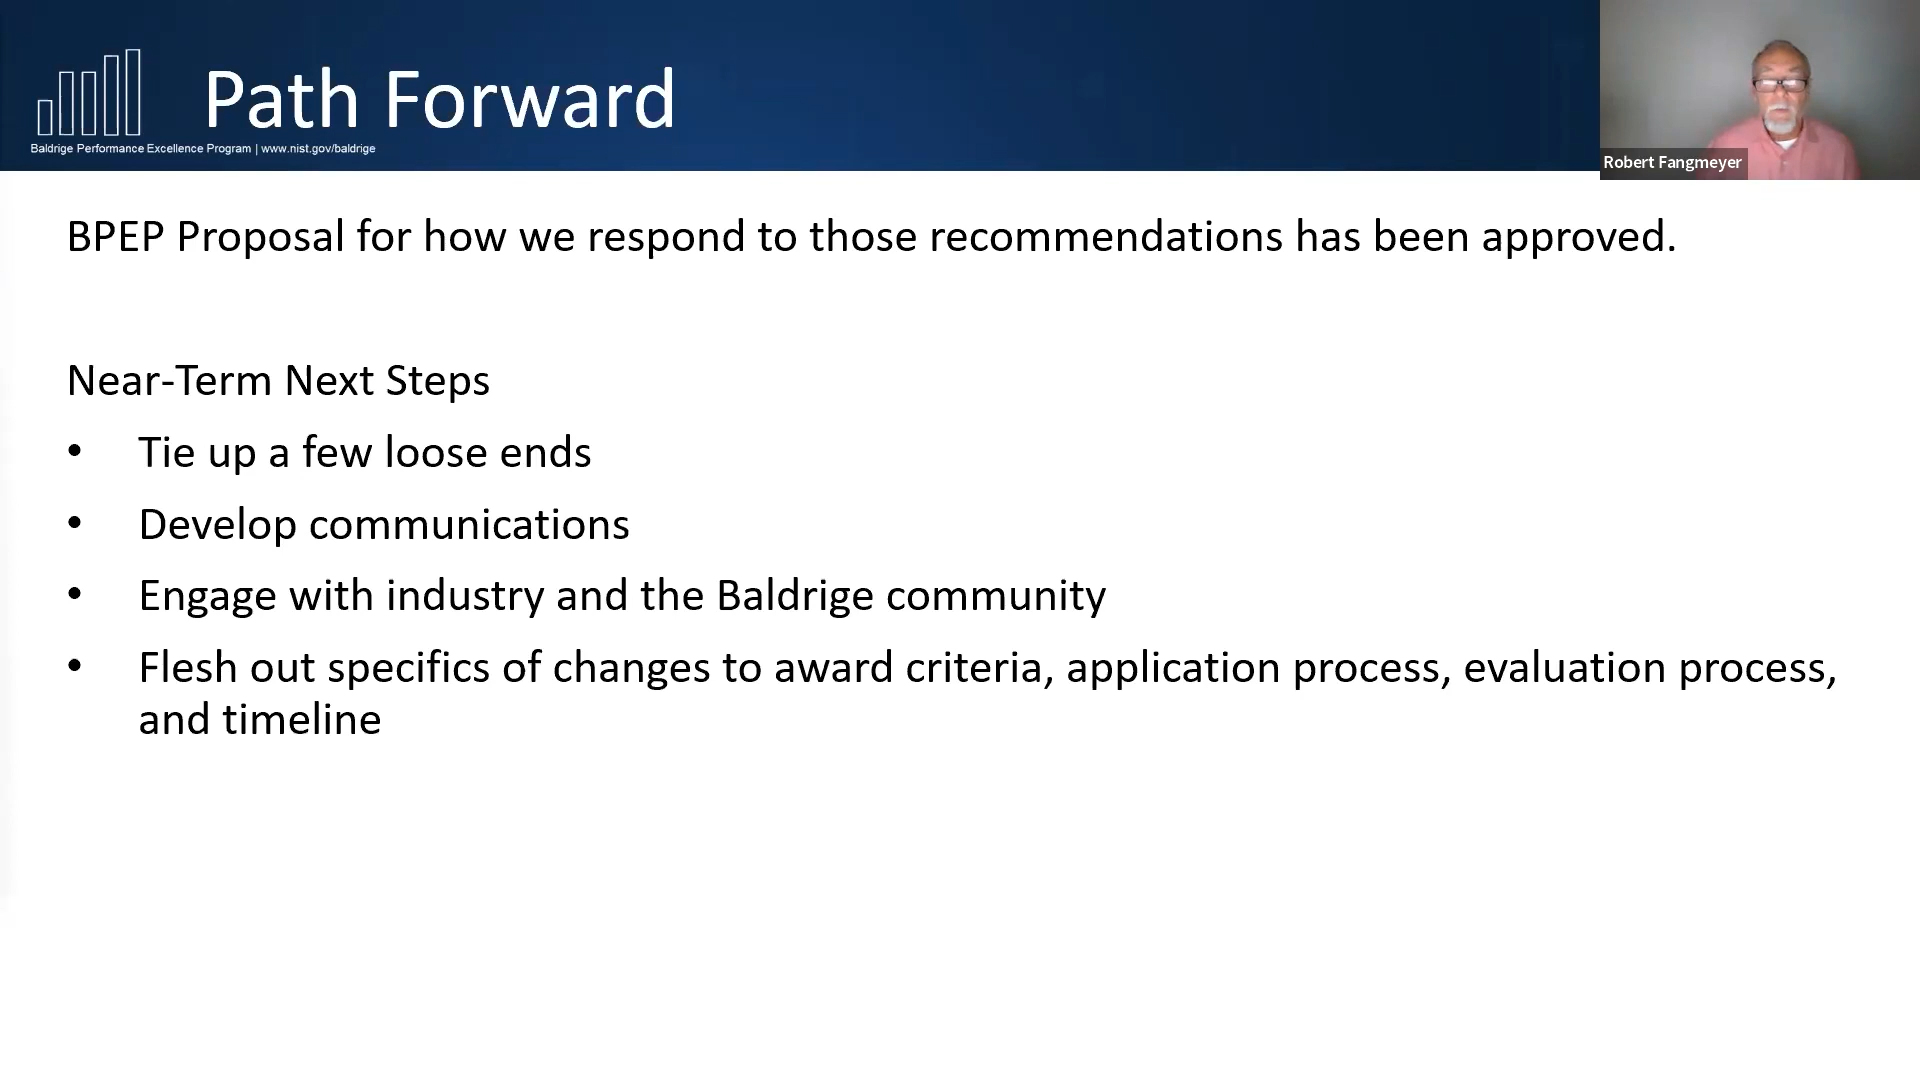 Path Forward
Baldrige Performance Excellence Program | www.nist.gov/baldrige
Robert Fangmeyer
BPEP Proposal for how we respond to those recommendations has been approved.
Near-Term Next Steps
• Tie up a few loose ends
• Develop communications
• Engage with industry and the Baldrige community
• Flesh out specifics of changes to award criteria, application process, evaluation process,
and timeline